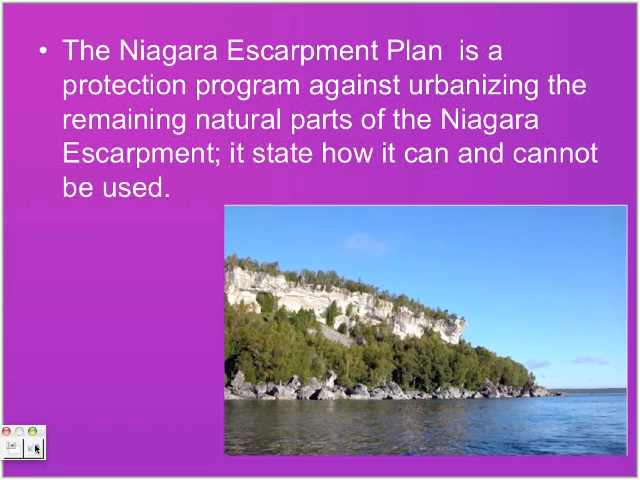 • The Niagara Escarpment Plan  is a
protection program against urbanizing the
remaining natural parts of the Niagara
Escarpment; it state how it can and cannot
be used.